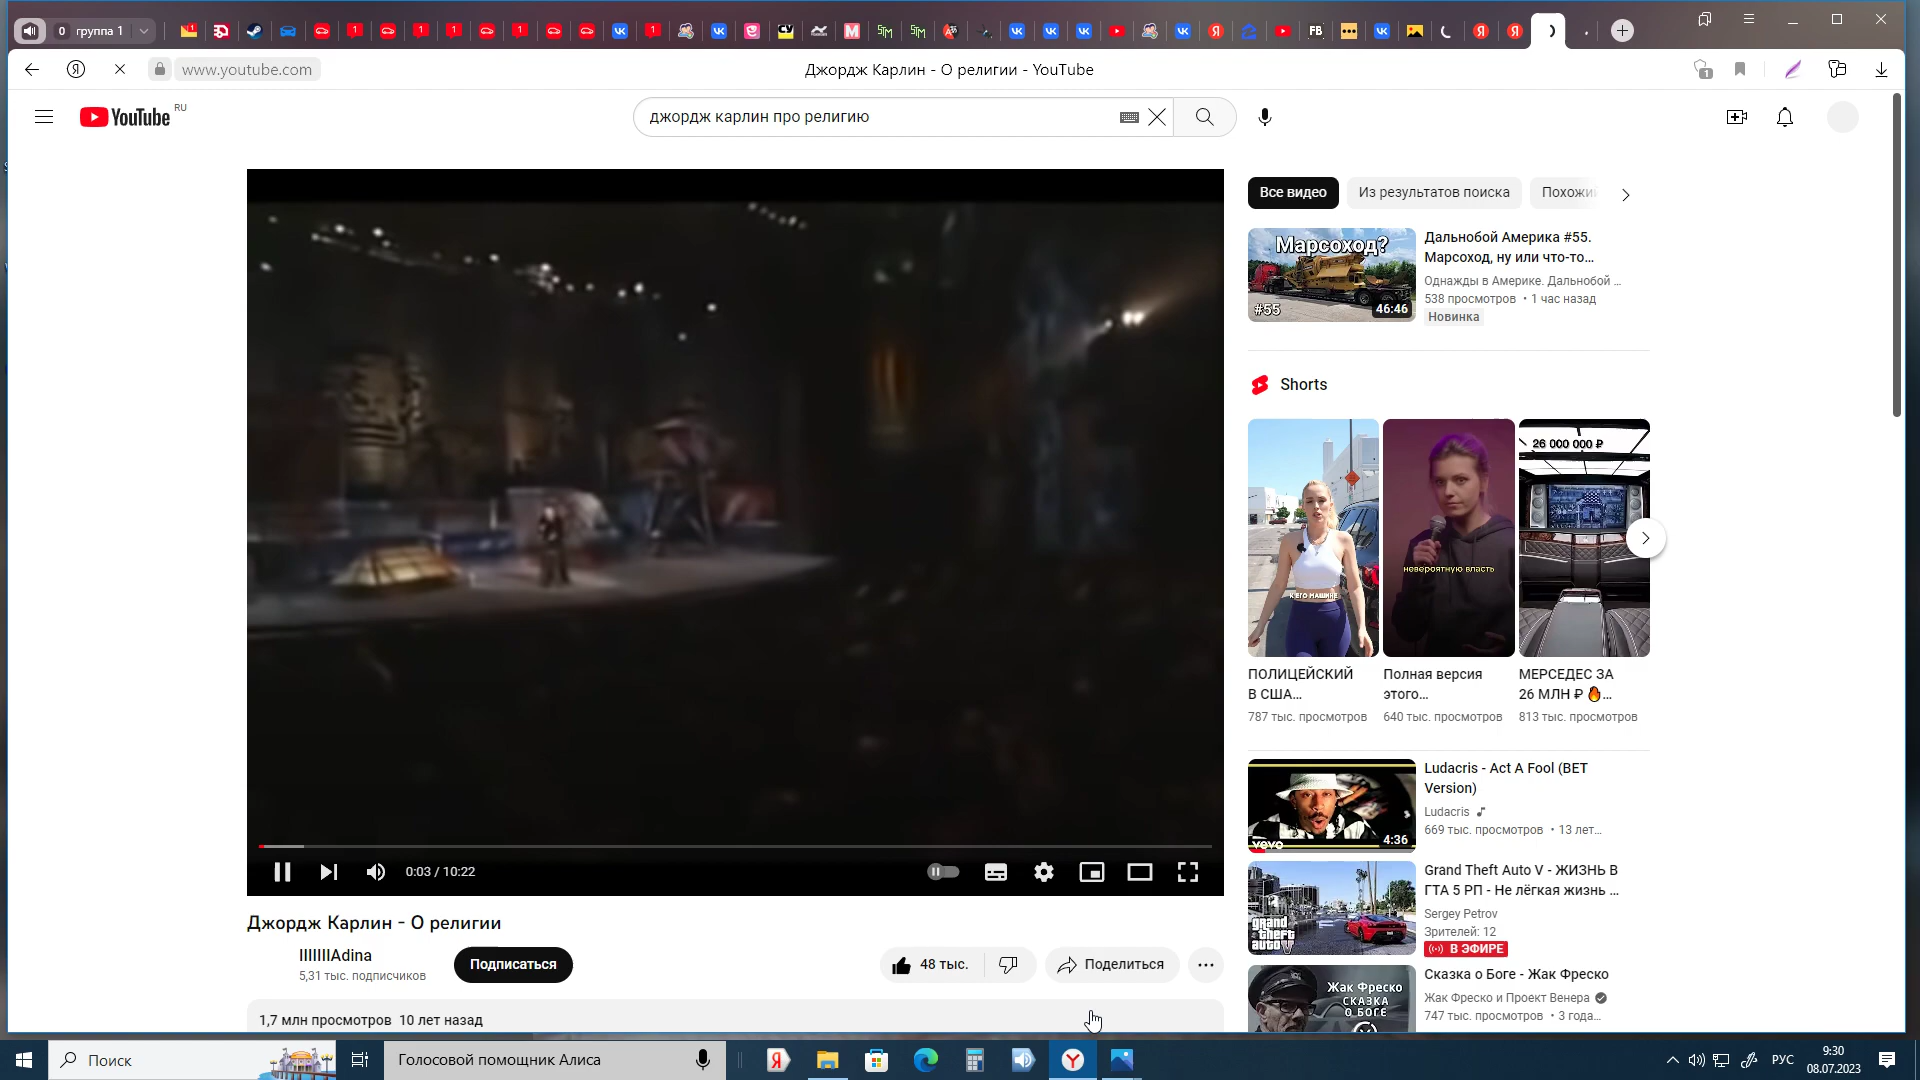 0 группа 1
www.youtube.com
Джордж Карлин - О религии - YouTube
YouTube RU
джордж карлин про религию
Все видео
Из результатов поиска
Похожи
Марсоход?
#55
46:46
Дальнобой Америка #55.
Марсоход, ну или что-то...
Однажды в Америке. Дальнобой ...
538 просмотров • 1 час назад
Новинка
Shorts
К ЕГО МАШИНЕ
невероятную власть
26 000 000 ₽
ПОЛИЦЕЙСКИЙ
В США...
787 тыс. просмотров
Полная версия
этого...
640 тыс. просмотров
МЕРСЕДЕС ЗА
26 МЛН ₽ 🔥...
813 тыс. просмотров
vevo
4:36
Ludacris - Act A Fool (BET
Version)
Ludacris
669 тыс. просмотров • 13 лет...
grand
theft
auto V
Grand Theft Auto V - ЖИЗНЬ В
ГТА 5 РП - Не лёгкая жизнь ...
Sergey Petrov
Зрителей: 12
В ЭФИРЕ
Жак Фреско
СКАЗКА
О БОГЕ
Сказка о Боге - Жак Фреско
Жак Фреско и Проект Венера
747 тыс. просмотров • 3 года...
0:03 / 10:22
Джордж Карлин - О религии
IIIIIIIAdina
5,31 тыс. подписчиков
Подписаться
48 тыс.
Поделиться
1,7 млн просмотров 10 лет назад
Поиск
Голосовой помощник Алиса
РУС
9:30
08.07.2023